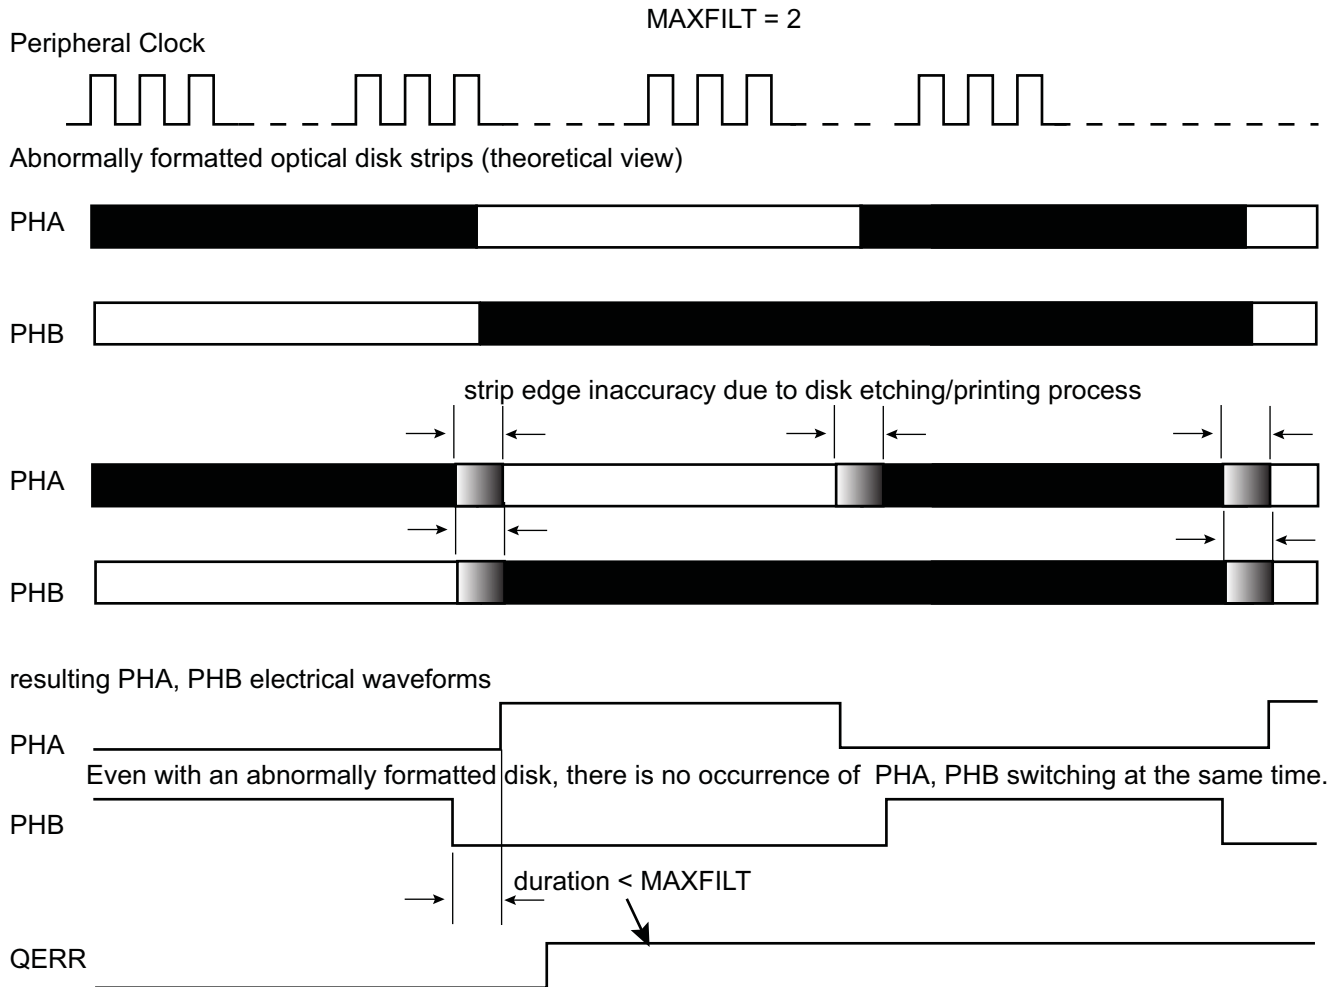 MAXFILT = 2
Peripheral Clock
Abnormally formatted optical disk strips (theoretical view)
PHA
PHB
strip edge inaccuracy due to disk etching/printing process
PHA
PHB
resulting PHA, PHB electrical waveforms
PHA
Even with an abnormally formatted disk, there is no occurrence of PHA, PHB switching at the same time.
PHB
duration < MAXFILT
QERR